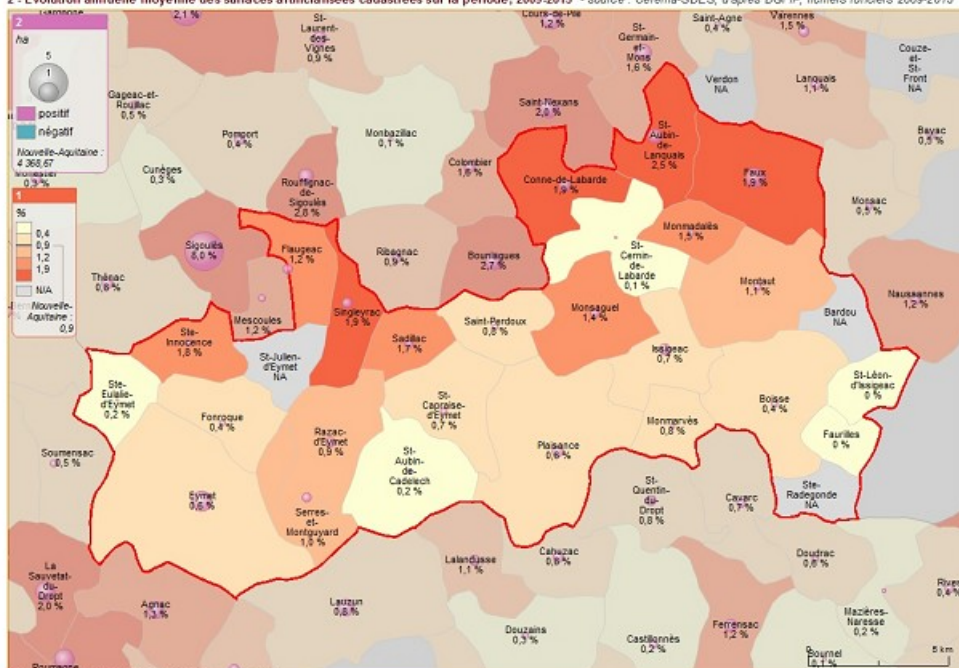 2 - Evolution annuelle moyenne des surfaces artificialisées cadastrées sur la période, 2009-2015 - source : Cerema-SDES, d'après DGFiP, fichiers fonciers 2009-2015
2
ha
5
1
positif
négatif
Nouvelle-Aquitaine :
4 368,67
1
%
0,4
0,9
1,2
1,9
N/A
Nouvelle-
Aquitaine :
0,9
2,1 %
St-
Laurent-
des-
Vignes
0,9 %
Cours-de-Pile
1,2 %
St-
Germain-
et-
Mons
1,6 %
Saint-Agne
0,4 %
Varennes
1,5 %
Verdon
NA
Lanquais
1,1 %
Couze-
et-
St-
Front
NA
Gageac-et-
Rouillac
0,5 %
Pomport
0,4 %
Monbazillac
0,1 %
Saint-Nexans
2,0 %
St-
Aubin-
de-
Lanquais
2,5 %
Bayac
0,5 %
Monestier
0,3 %
Cunèges
0,3 %
Rouffignac-
de-
Sigoulès
2,8 %
Colombier
1,6 %
Conne-de-Labarde
1,9 %
Faux
1,9 %
Monsac
0,5 %
Sigoulès
8,0 %
Flaugeac
1,2 %
Ribagnac
0,9 %
Bouniagues
2,7 %
St-
Cernin-
de-
Labarde
0,1 %
Monmadalès
1,5 %
Montaut
1,1 %
Thénac
0,6 %
Mescoules
1,2 %
Singleyrac
1,9 %
Saint-Perdoux
0,8 %
Monsaguel
1,4 %
Bardou
NA
Naussannes
1,2 %
Ste-
Innocence
1,8 %
St-Julien-
d'Eymet
NA
Sadillac
1,7 %
Issigeac
0,7 %
Ste-
Eulalie-
d'Eymet
0,2 %
Fonroque
0,4 %
St-
Capraise-
d'Eymet
0,7 %
Monmarvès
0,8 %
Boisse
0,4 %
St-Léon-
d'Issigeac
0 %
Faurilles
0 %
Soumensac
0,5 %
Razac-
d'Eymet
0,9 %
St-
Aubin-
de-
Cadelech
0,2 %
Plaisance
0,6 %
Eymet
0,6 %
Serres-
et-
Montguyard
1,0 %
St-
Quentin-
du-
Dropt
0,8 %
Cavarc
0,7 %
Ste-
Radegonde
NA
La
Sauvetat-
du-
Dropt
2,0 %
Agnac
1,3 %
Lauzun
0,8 %
Lalandusse
1,1 %
Cahuzac
0,8 %
Doudrac
0,8 %
Douzains
0,3 %
Castillonnès
0,2 %
Ferrensac
1,2 %
Mazières-
Naresse
0,2 %
0,4 %
Bournel
0,1 %
0
5 km